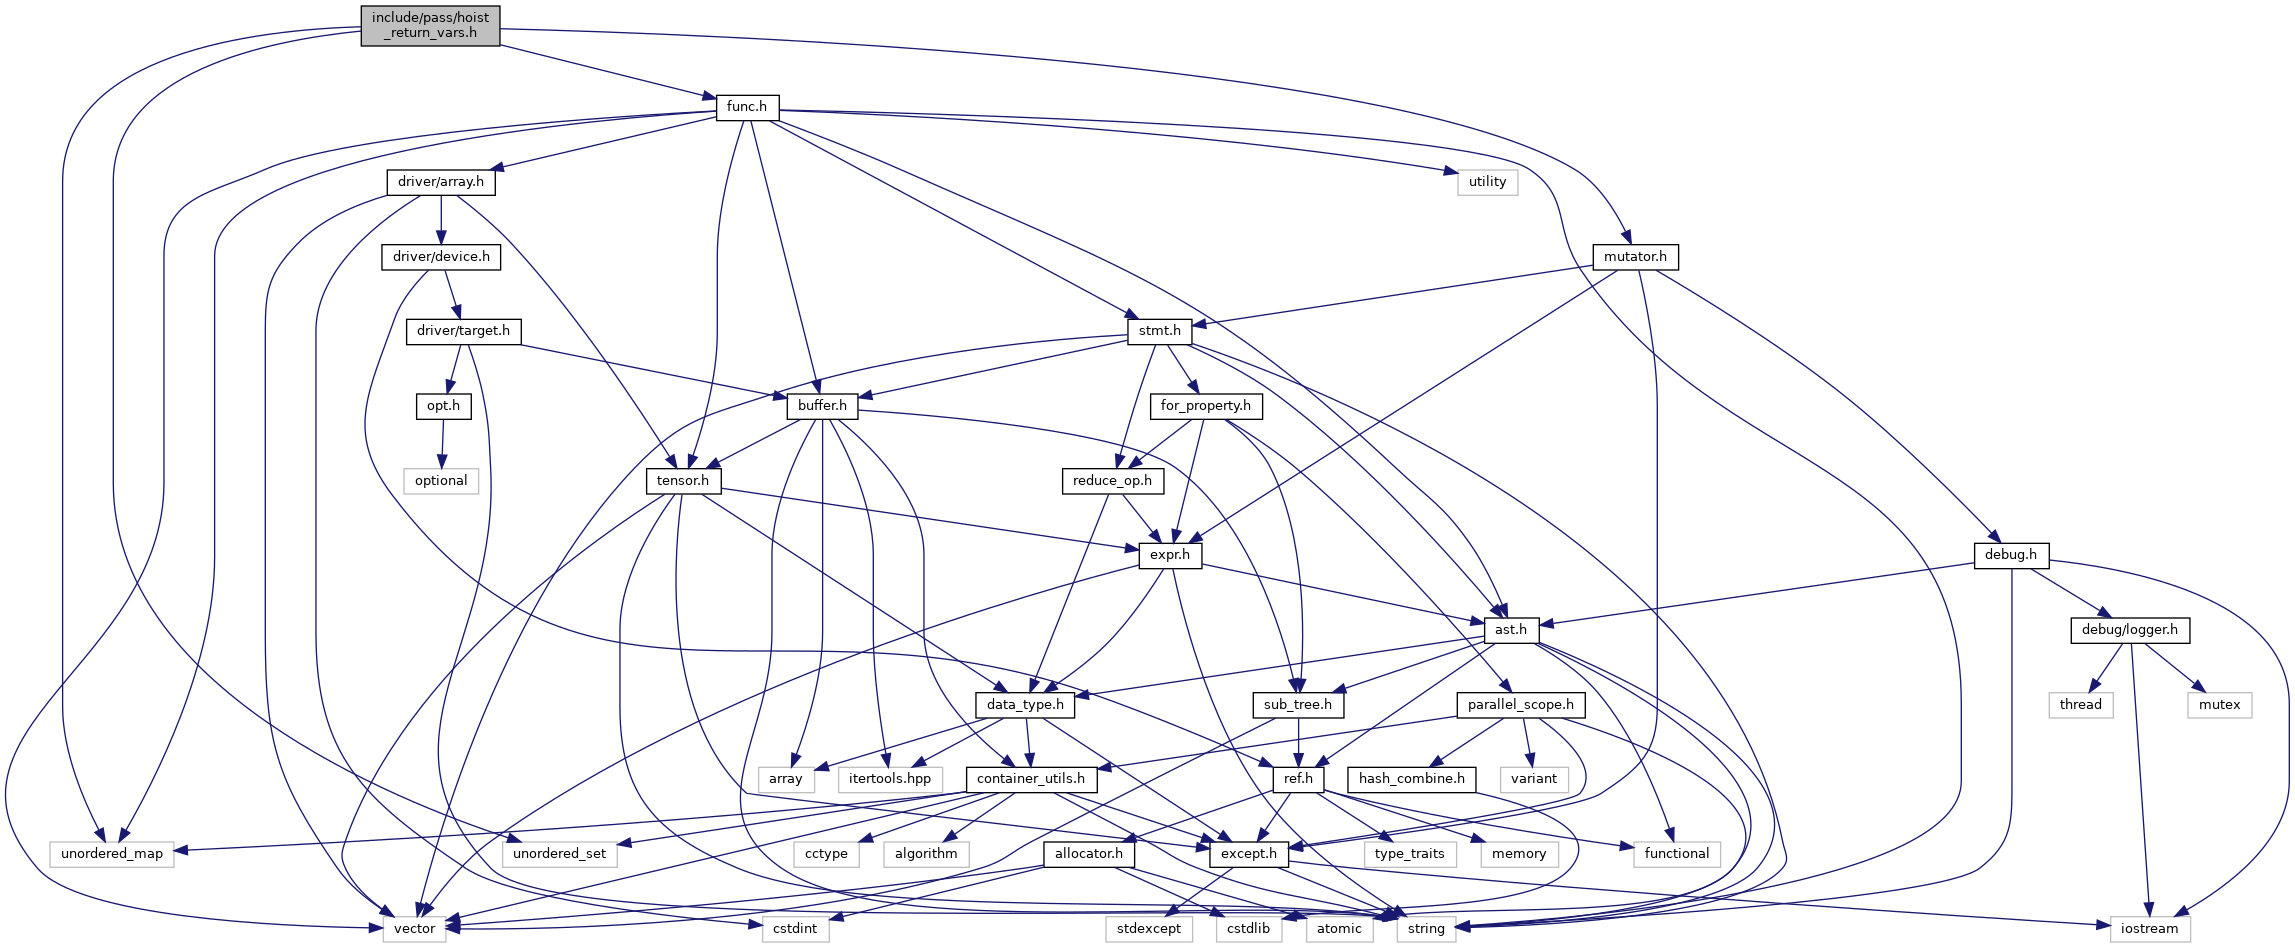 include/pass/hoist
_return_vars.h
func.h
driver/array.h
utility
driver/device.h
mutator.h
driver/target.h
stmt.h
opt.h
buffer.h
for_property.h
optional
tensor.h
reduce_op.h
expr.h
debug.h
ast.h
debug/logger.h
data_type.h
sub_tree.h
parallel_scope.h
thread
mutex
array
itertools.hpp
container_utils.h
ref.h
hash_combine.h
variant
unordered_map
unordered_set
cctype
algorithm
allocator.h
except.h
type_traits
memory
functional
vector
cstdint
stdexcept
cstdlib
atomic
string
iostream